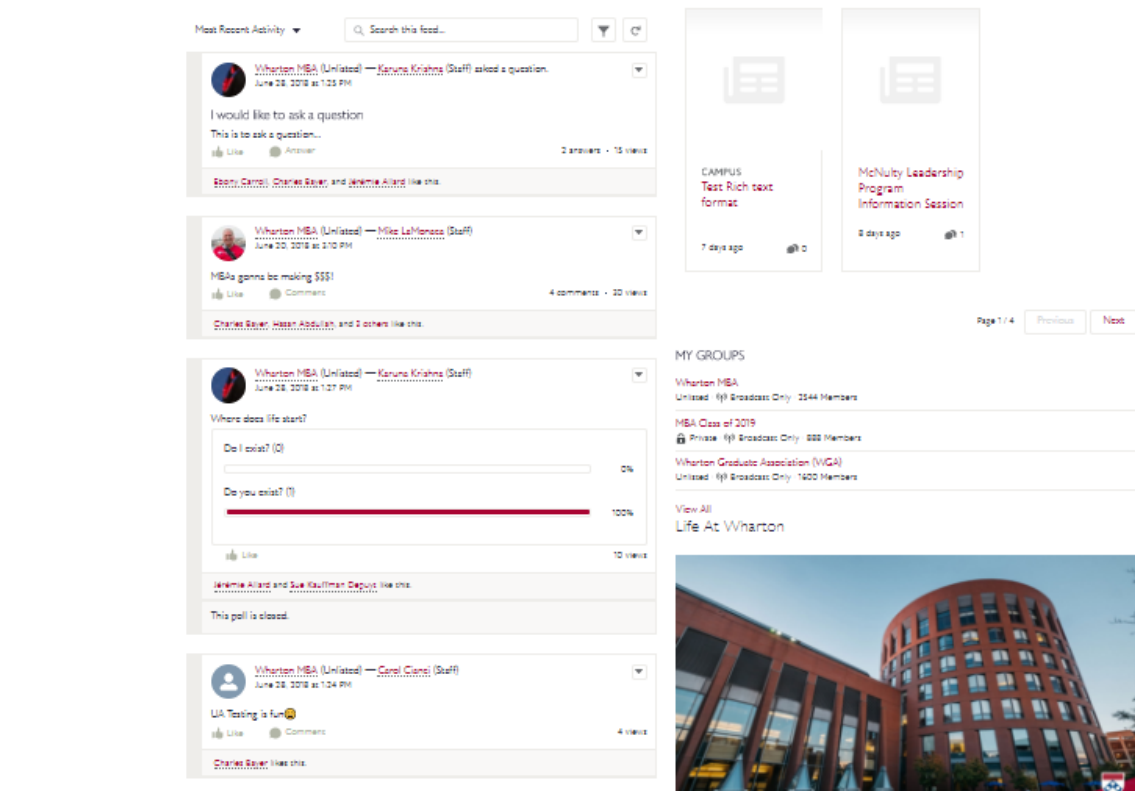 Most Recent Activity
Search this feed...
Wharton MBA (Unlisted) — Karuna Krishna (Staff) asked a question.
June 28, 2018 at 1:25 PM
I would like to ask a question
This is to ask a question...
Like Answer 2 answers · 15 views
Ebony Carroll, Charles Bayer, and Jérémie Allard like this.
Wharton MBA (Unlisted) — Mike LaMonaca (Staff)
June 20, 2018 at 3:10 PM
MBAs gonna be making $$$!
Like Comment 4 comments · 30 views
Charles Bayer, Hasan Abdullah, and 3 others like this.
Wharton MBA (Unlisted) — Karuna Krishna (Staff)
June 28, 2018 at 1:27 PM
Where does life start?
Do I exist? (0)
0%
Do you exist? (1)
100%
Like 10 views
Jérémie Allard and Sue Kauffman Deguys like this.
This poll is closed.
Wharton MBA (Unlisted) — Carol Cianci (Staff)
June 28, 2018 at 1:24 PM
UA Testing is fun😩
Like Comment 4 views
Charles Bayer likes this.
CAMPUS
Test Rich text
format
7 days ago 0
McNulty Leadership
Program
Information Session
8 days ago 1
Page 1 / 4 Previous Next
MY GROUPS
Wharton MBA
Unlisted Broadcast Only 2544 Members
MBA Class of 2019
Private Broadcast Only 888 Members
Wharton Graduate Association (WGA)
Unlisted Broadcast Only 1600 Members
View All
Life At Wharton